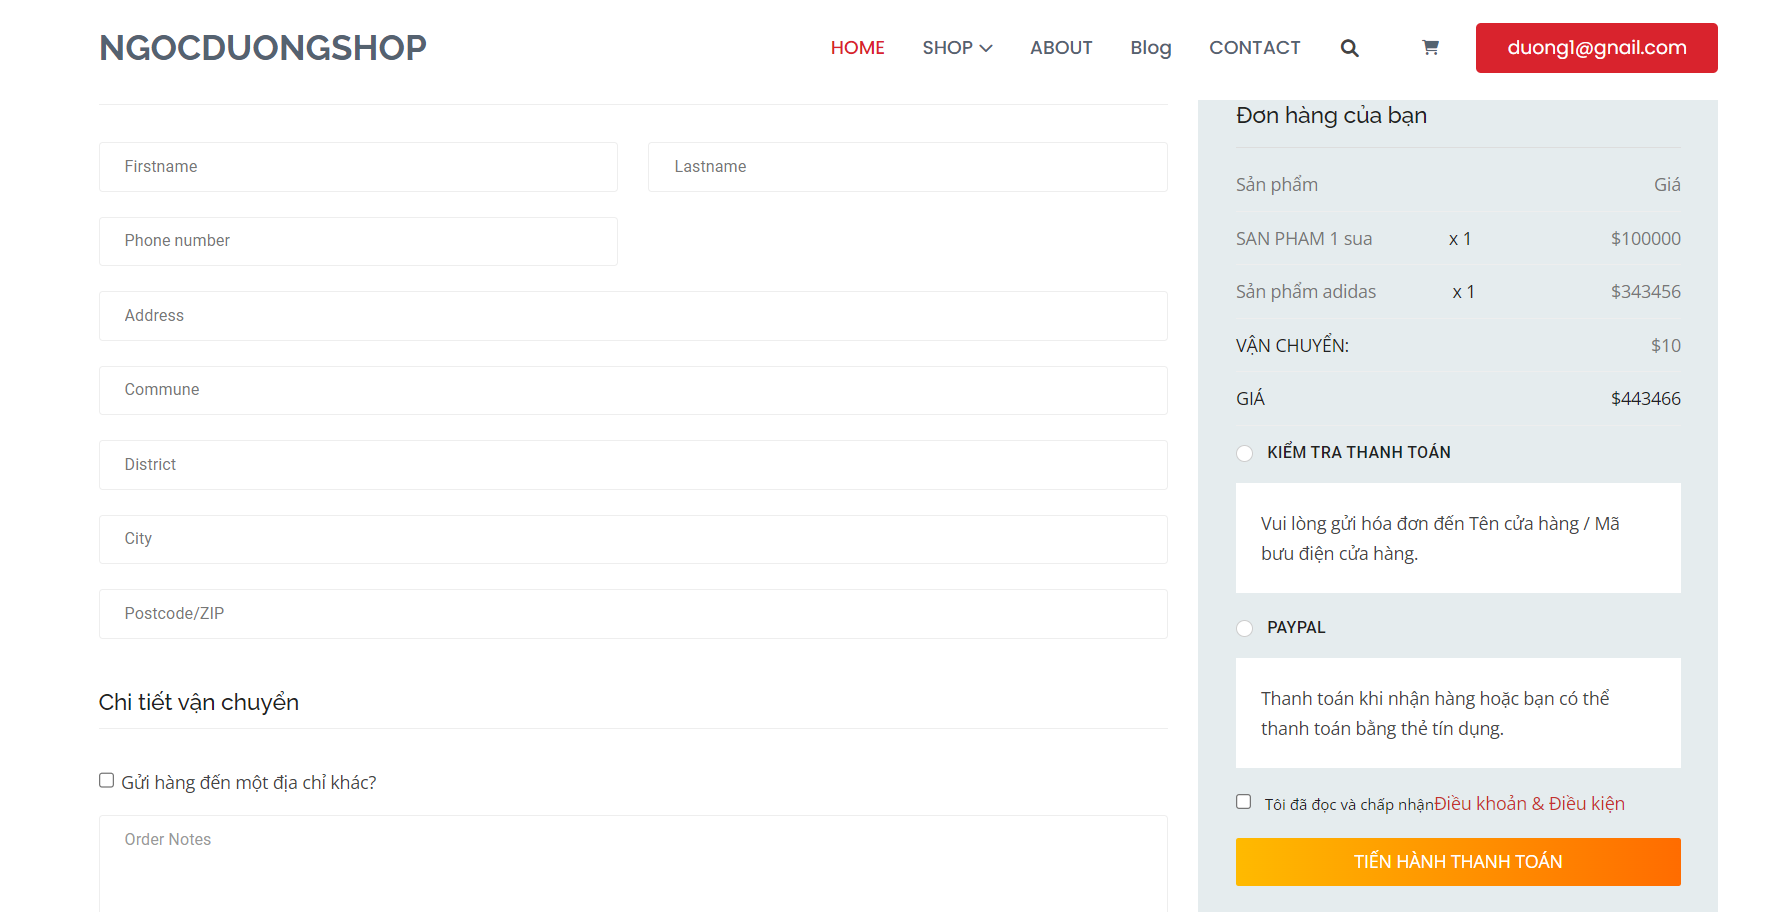 NGOCDUONGSHOP
HOME SHOP ABOUT Blog CONTACT duong1@gnail.com
Firstname Lastname
Phone number
Address
Commune
District
City
Postcode/ZIP
Chi tiết vận chuyển
Gửi hàng đến một địa chỉ khác?
Order Notes
Đơn hàng của bạn
Sản phẩm Giá
SAN PHAM 1 sua x 1 $100000
Sản phẩm adidas x 1 $343456
VẬN CHUYỂN: $10
GIÁ $443466
KIỂM TRA THANH TOÁN
Vui lòng gửi hóa đơn đến Tên cửa hàng / Mã
bưu điện cửa hàng.
PAYPAL
Thanh toán khi nhận hàng hoặc bạn có thể
thanh toán bằng thẻ tín dụng.
Tôi đã đọc và chấp nhậnĐiều khoản & Điều kiện
TIẾN HÀNH THANH TOÁN